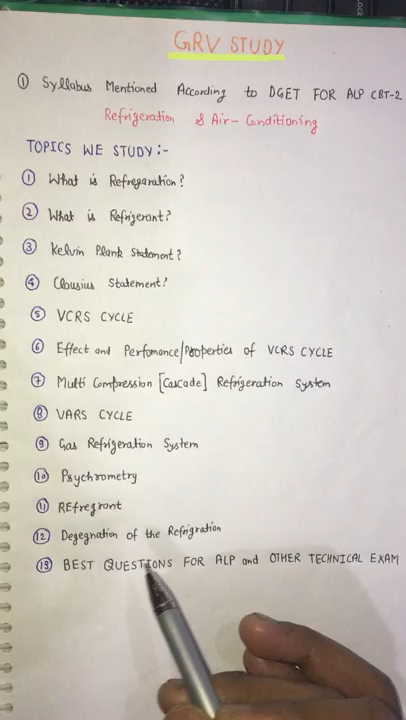 GRV STUDY
① Syllabus Mentioned According to DGET FOR ALP CBT-2
Refrigeration & Air-Conditioning
TOPICS WE STUDY:-
① What is Refregaration?
② What is Refrigerant?
③ Kelvin Plank Statement?
④ Clousius Statement?
⑤ VCRS CYCLE
⑥ Effect and Perfomance/Properties of VCRS CYCLE
⑦ Multi Compression [Cascade] Refrigeration System
⑧ VARS CYCLE
⑨ Gas Refrigeration System
⑩ Psychrometry
⑪ REfregrant
⑫ Degegnation of the Refrigration
⑬ BEST QUESTIONS FOR ALP and OTHER TECHNICAL EXAM